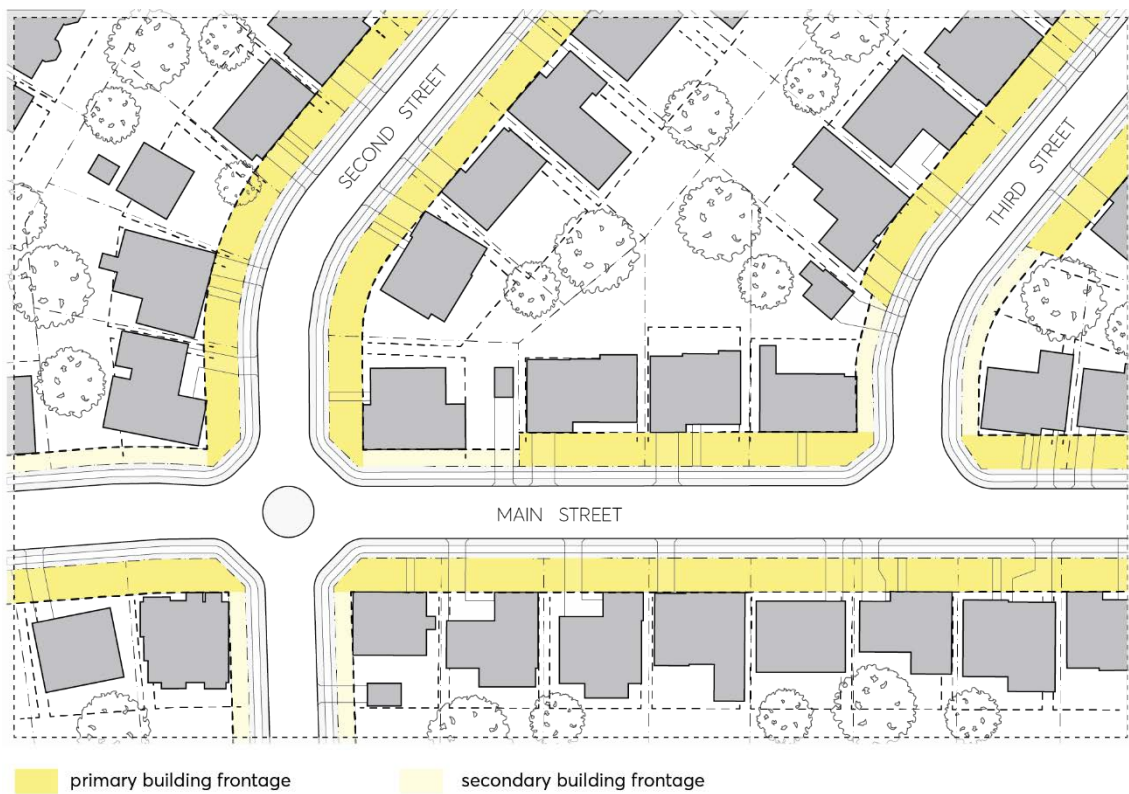 SECOND STREET
THIRD STREET
MAIN STREET
primary building frontage
secondary building frontage